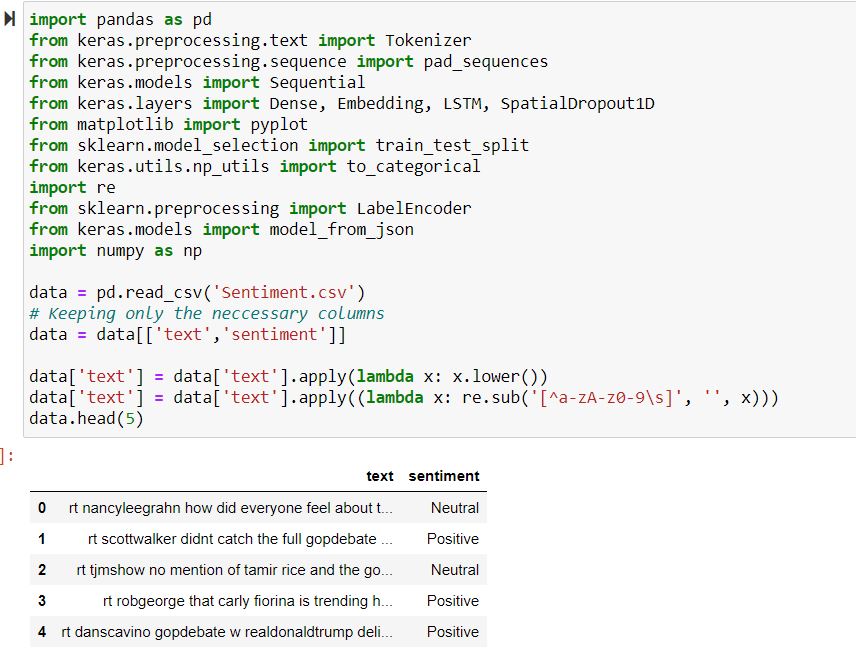 import pandas as pd
from keras.preprocessing.text import Tokenizer
from keras.preprocessing.sequence import pad_sequences
from keras.models import Sequential
from keras.layers import Dense, Embedding, LSTM, SpatialDropout1D
from matplotlib import pyplot
from sklearn.model_selection import train_test_split
from keras.utils.np_utils import to_categorical
import re
from sklearn.preprocessing import LabelEncoder
from keras.models import model_from_json
import numpy as np
data = pd.read_csv('Sentiment.csv')
# Keeping only the neccessary columns
data = data[['text','sentiment']]
data['text'] = data['text'].apply(lambda x: x.lower())
data['text'] = data['text'].apply((lambda x: re.sub('[^a-zA-z0-9\s]', '', x)))
data.head(5)
]:
text sentiment
0 rt nancyleegrahn how did everyone feel about t... Neutral
1 rt scottwalker didnt catch the full gopdebate ... Positive
2 rt tjmshow no mention of tamir rice and the go... Neutral
3 rt robgeorge that carly fiorina is trending h... Positive
4 rt danscavino gopdebate w realdonaldtrump deli... Positive